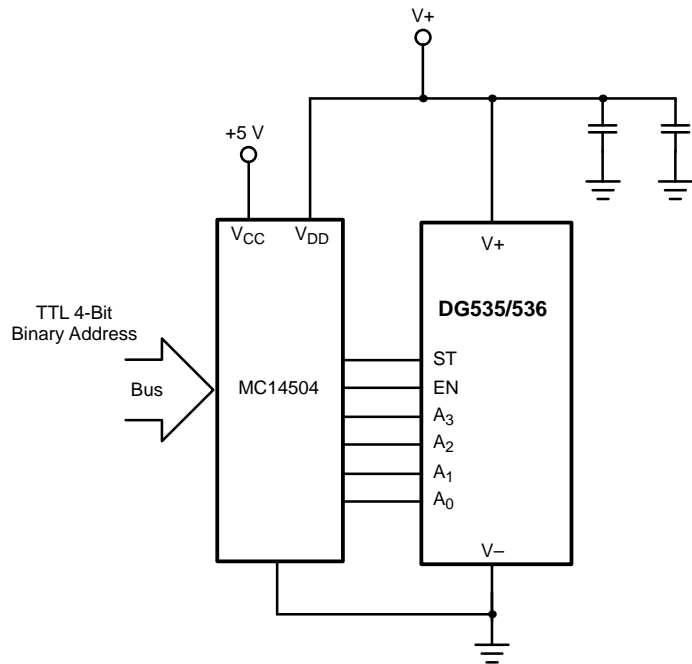 V+
+5 V
VCC VDD
V+
DG535/536
TTL 4-Bit
Binary Address
Bus
MC14504
ST
EN
A3
A2
A1
A0
V–